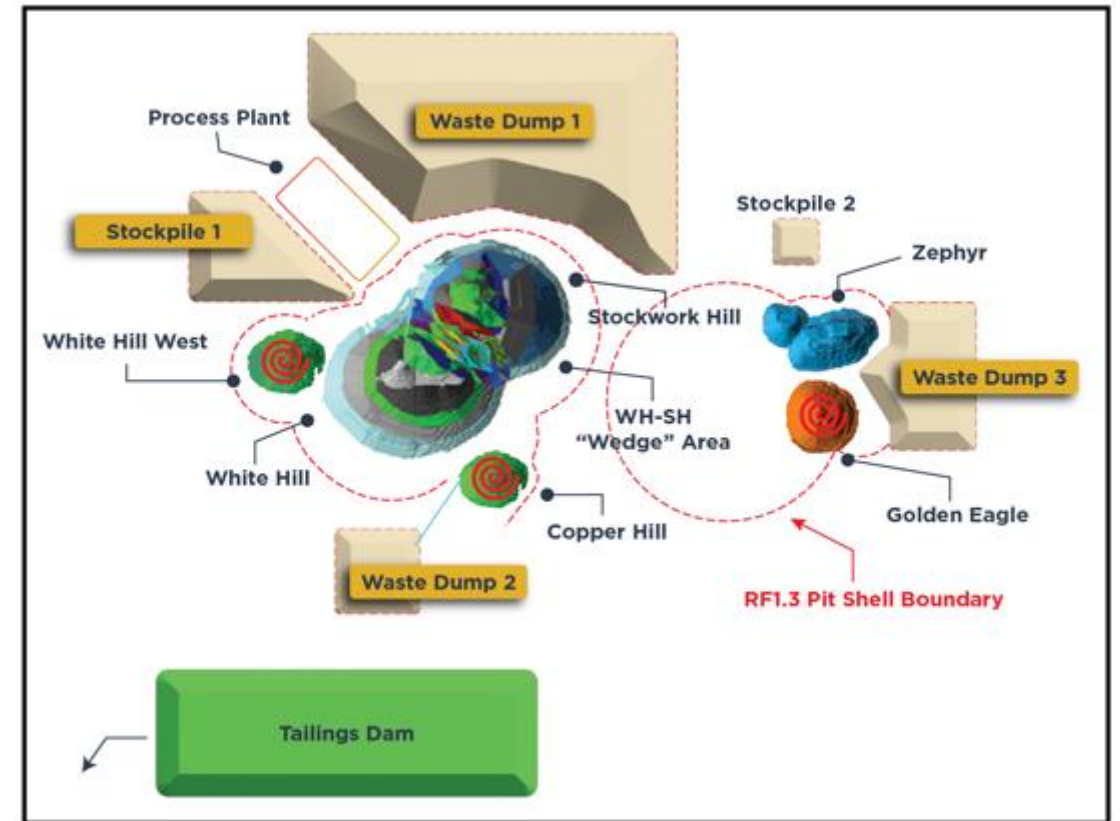 Waste Dump 1
Process Plant
Stockpile 1
Stockpile 2
Zephyr
Stockwork Hill
White Hill West
Waste Dump 3
WH-SH
“Wedge” Area
White Hill
Golden Eagle
Copper Hill
Waste Dump 2
RF1.3 Pit Shell Boundary
Tailings Dam